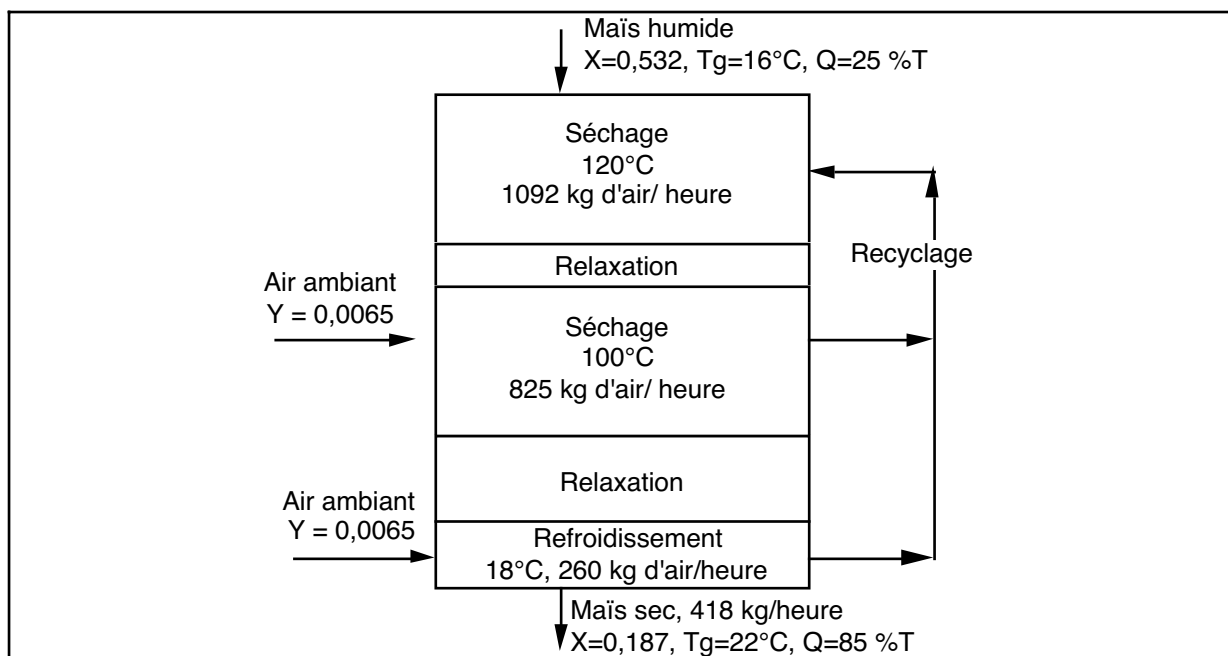 Maïs humide
X=0,532, Tg=16°C, Q=25 %T
Séchage
120°C
1092 kg d'air/ heure
Recyclage
Relaxation
Air ambiant
Y = 0,0065
Séchage
100°C
825 kg d'air/ heure
Relaxation
Air ambiant
Y = 0,0065
Refroidissement
18°C, 260 kg d'air/heure
Maïs sec, 418 kg/heure
X=0,187, Tg=22°C, Q=85 %T